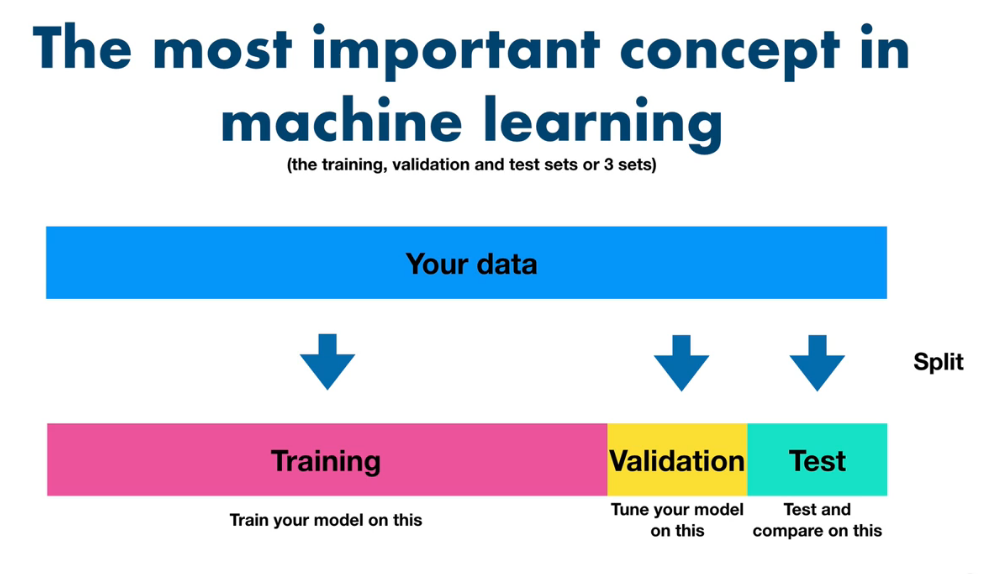 The most important concept in
machine learning
(the training, validation and test sets or 3 sets)
Your data
Split
Training
Validation
Test
Train your model on this
Tune your model
on this
Test and
compare on this